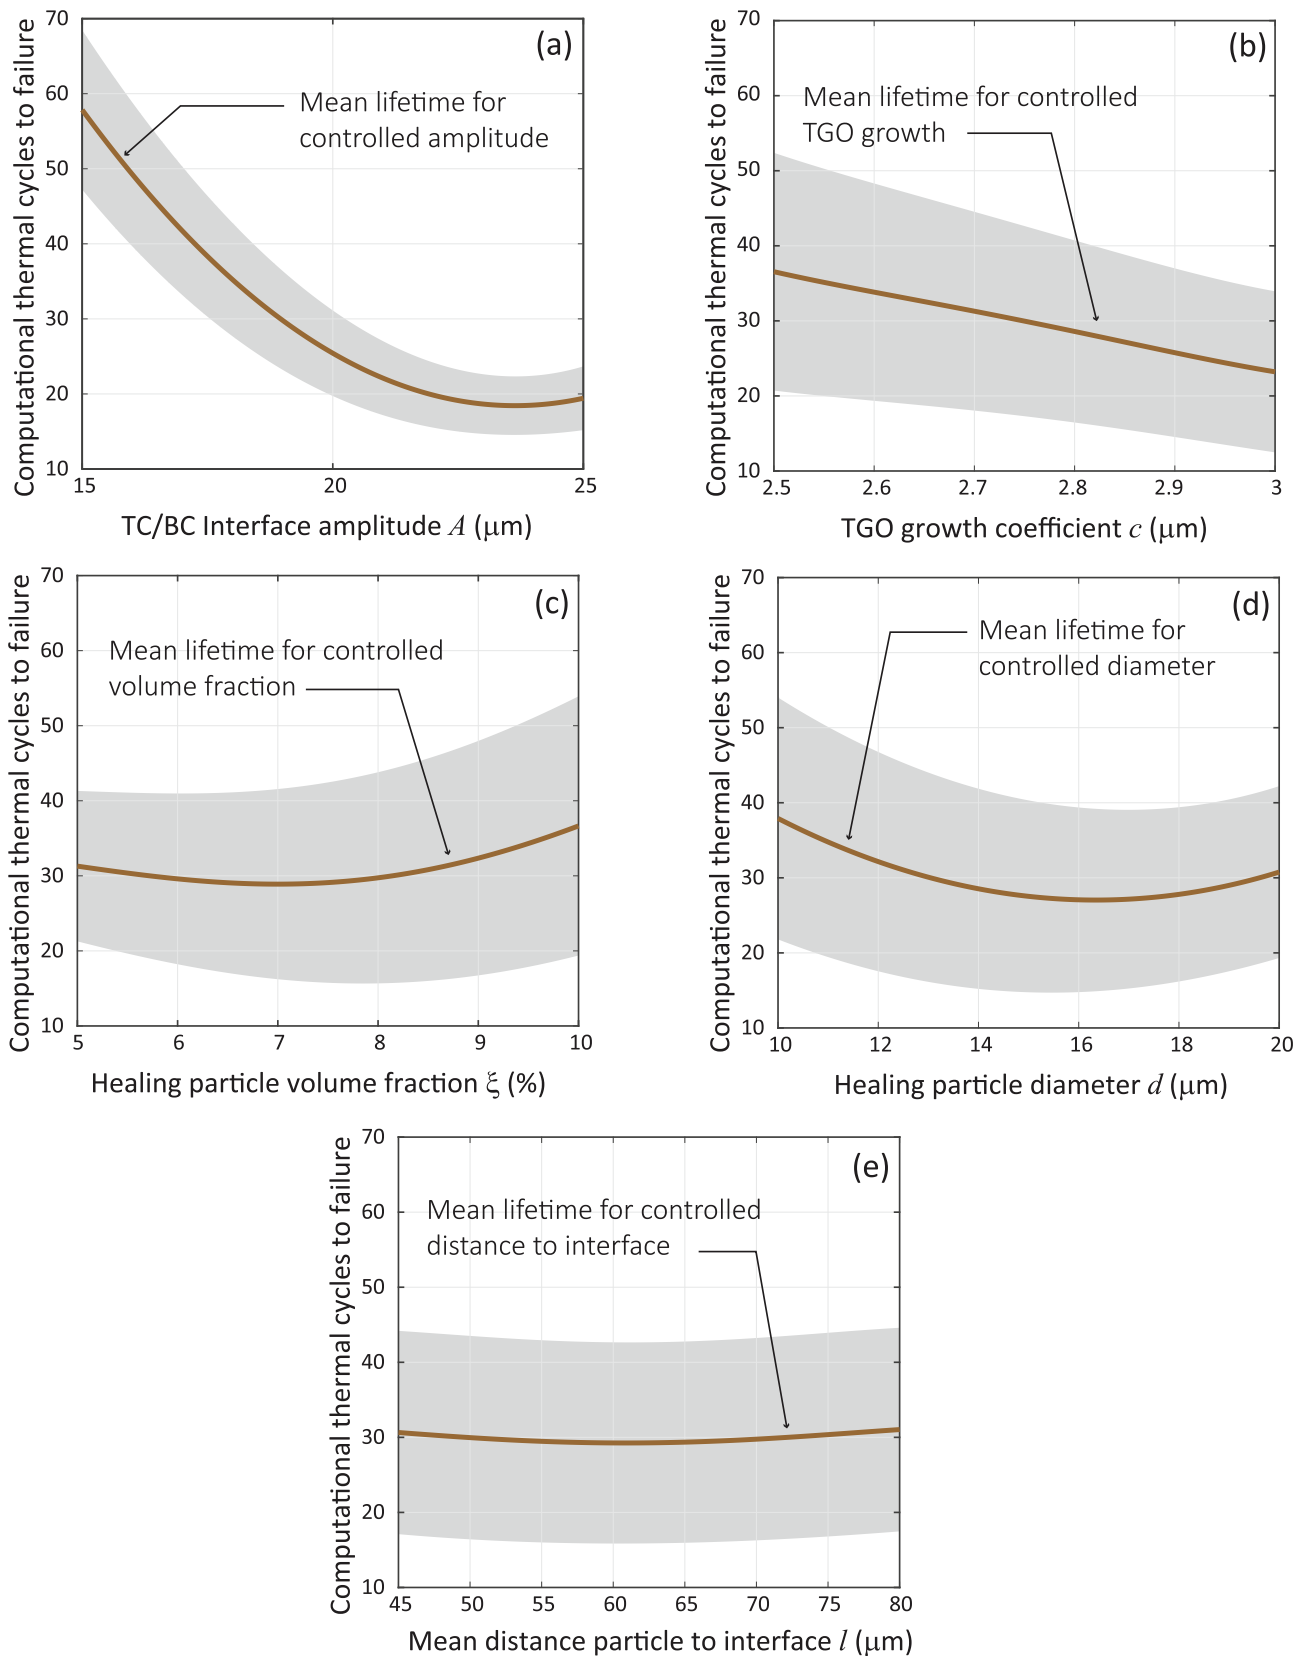 (a)
Computational thermal cycles to failure
70
60
50
40
30
20
10
Mean lifetime for
controlled amplitude
15
20
25
TC/BC Interface amplitude A (μm)
(b)
Computational thermal cycles to failure
70
60
50
40
30
20
10
Mean lifetime for controlled
TGO growth
2.5
2.6
2.7
2.8
2.9
3
TGO growth coefficient c (μm)
(c)
Computational thermal cycles to failure
70
60
50
40
30
20
10
Mean lifetime for controlled
volume fraction
5
6
7
8
9
10
Healing particle volume fraction ξ (%)
(d)
Computational thermal cycles to failure
70
60
50
40
30
20
10
Mean lifetime for
controlled diameter
10
12
14
16
18
20
Healing particle diameter d (μm)
(e)
Computational thermal cycles to failure
70
60
50
40
30
20
10
Mean lifetime for controlled
distance to interface
45
50
55
60
65
70
75
80
Mean distance particle to interface l (μm)